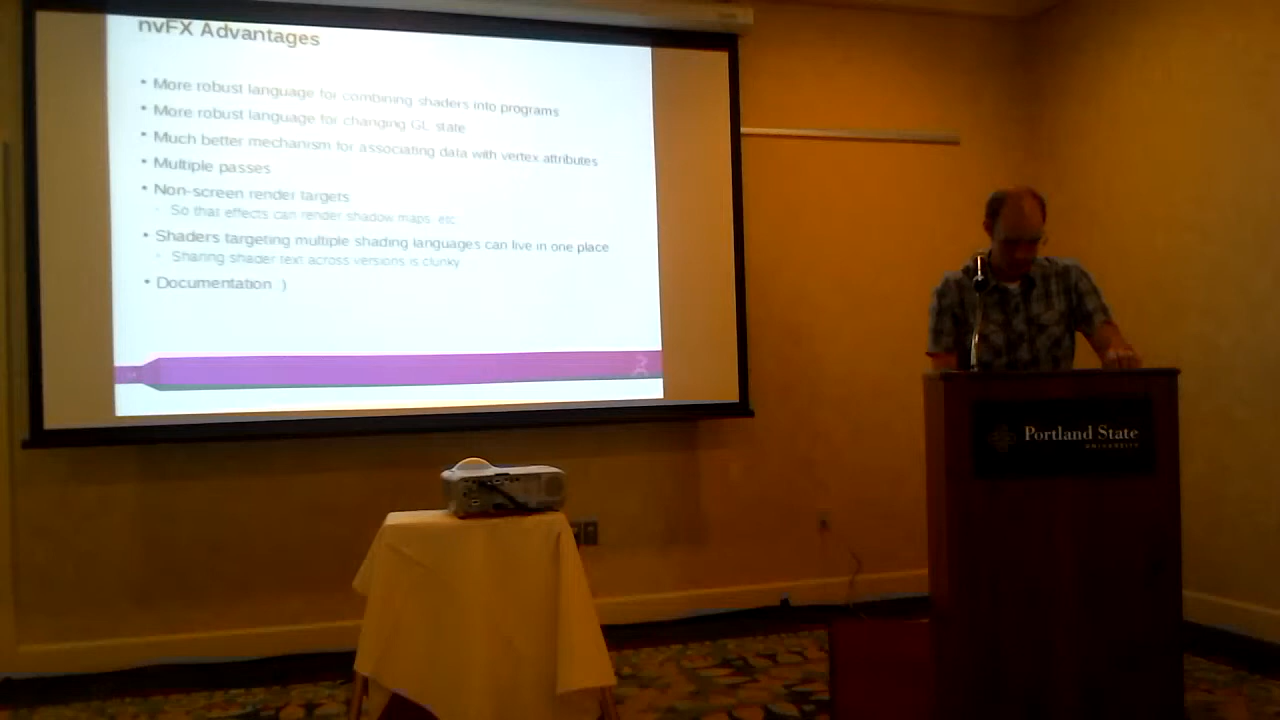 nvFX Advantages
• More robust language for combining shaders into programs
• More robust language for changing GL state
• Much better mechanism for associating data with vertex attributes
• Multiple passes
• Non-screen render targets
◦ So that effects can render shadow maps, etc.
• Shaders targeting multiple shading languages can live in one place
◦ Sharing shader text across versions is clunky
• Documentation :)
Portland State
UNIVERSITY